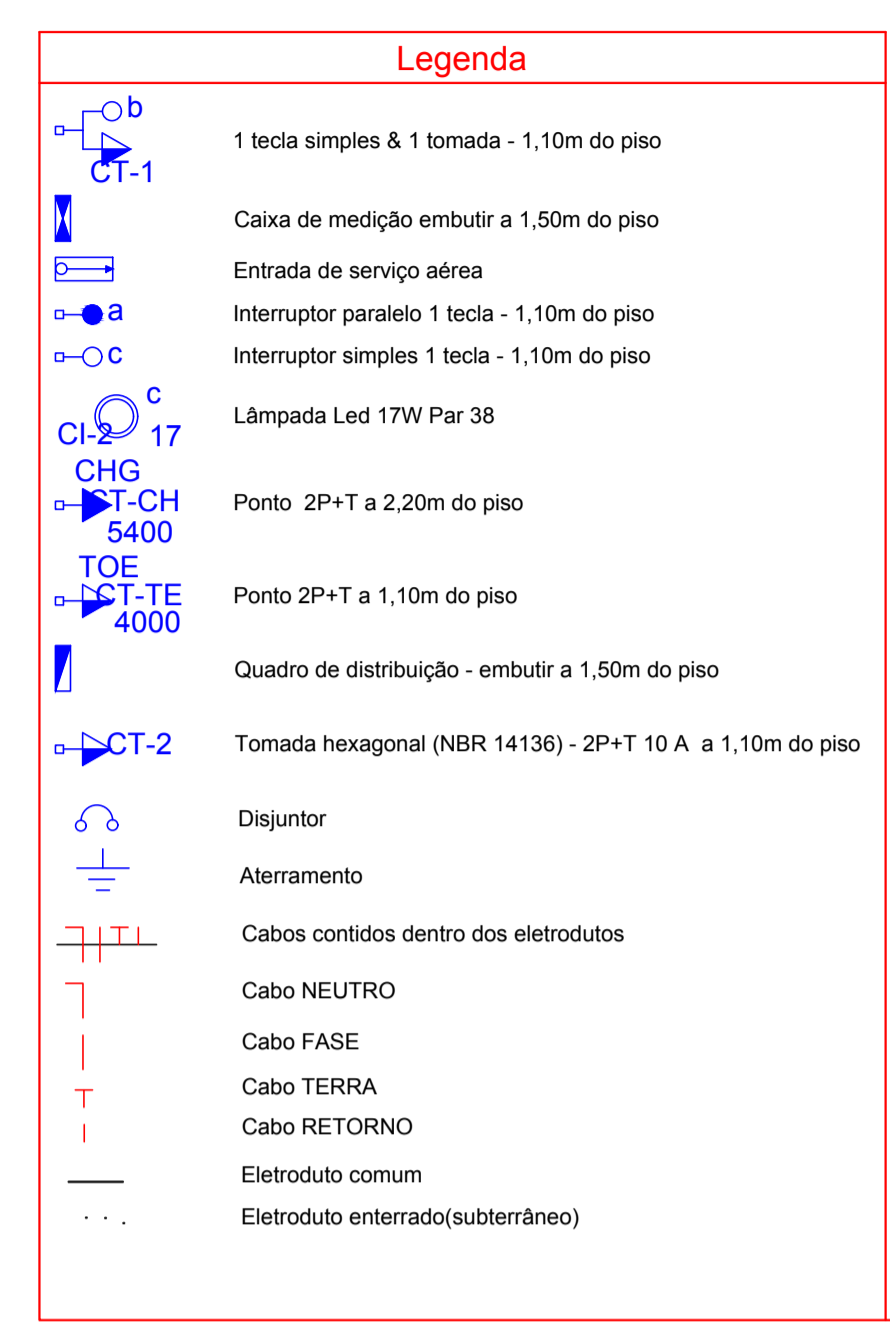 Legenda
b
1 tecla simples & 1 tomada - 1,10m do piso
CT-1
Caixa de medição embutir a 1,50m do piso
Entrada de serviço aérea
a
Interruptor paralelo 1 tecla - 1,10m do piso
c
Interruptor simples 1 tecla - 1,10m do piso
c
Lâmpada Led 17W Par 38
CI-2 17
CHG
CT-CH
Ponto 2P+T a 2,20m do piso
5400
TOE
CT-TE
Ponto 2P+T a 1,10m do piso
4000
Quadro de distribuição - embutir a 1,50m do piso
CT-2
Tomada hexagonal (NBR 14136) - 2P+T 10 A a 1,10m do piso
Disjuntor
Aterramento
Cabos contidos dentro dos eletrodutos
Cabo NEUTRO
Cabo FASE
Cabo TERRA
Cabo RETORNO
Eletroduto comum
Eletroduto enterrado(subterrâneo)